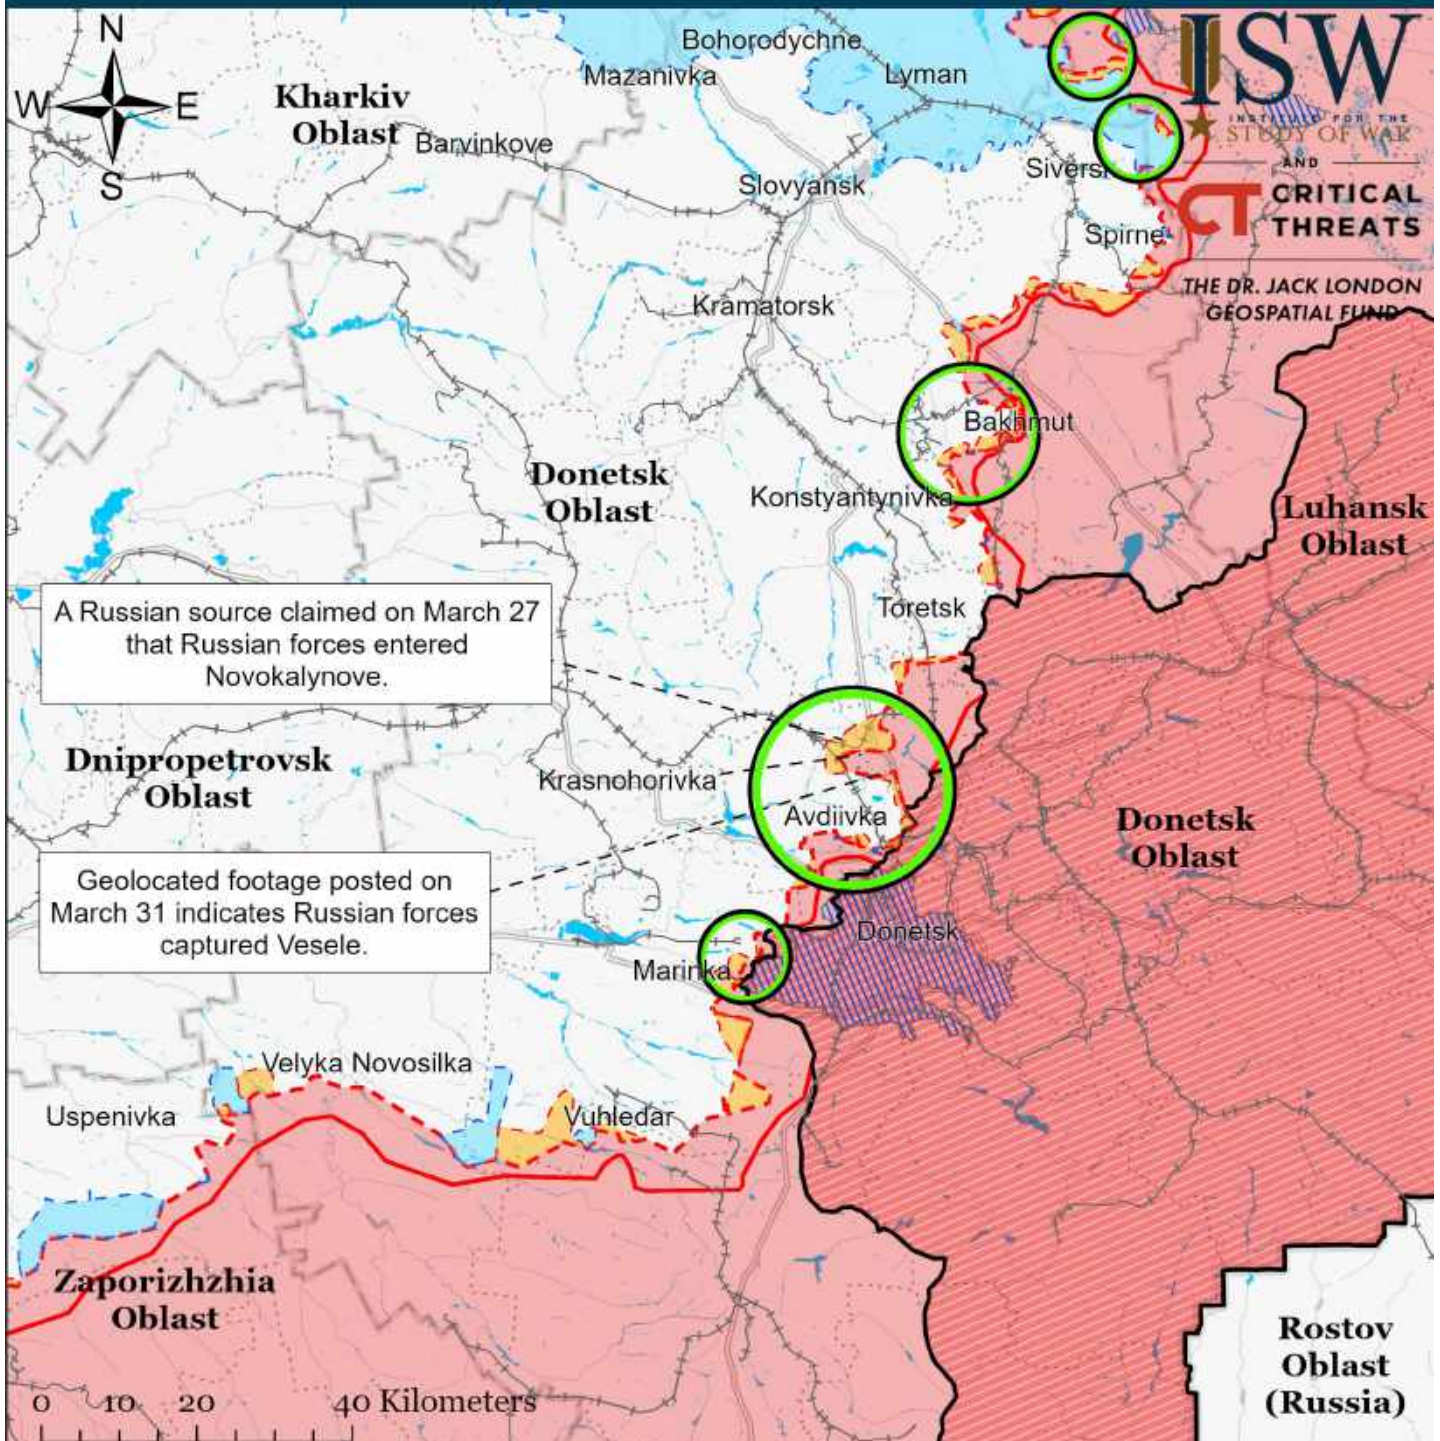 N
W
E
S
Kharkiv
Oblast
Bohorodychne
Mazanivka
Lyman
ISW
INSTITUTE FOR THE
STUDY OF WAR
AND
CT CRITICAL
THREATS
THE DR. JACK LONDON
GEOSPATIAL FUND
Barvinkove
Siversk
Slovyansk
Spirne
Kramatorsk
Bakhmut
Donetsk
Oblast
Konstyantynivka
Luhansk
Oblast
A Russian source claimed on March 27
that Russian forces entered
Novokalynove.
Toretsk
Dnipropetrovsk
Oblast
Krasnohorivka
Avdiivka
Donetsk
Oblast
Geolocated footage posted on
March 31 indicates Russian forces
captured Vesele.
Donetsk
Marinka
Velyka Novosilka
Uspenivka
Vuhledar
Zaporizhzhia
Oblast
Rostov
Oblast
(Russia)
0 10 20 40 Kilometers